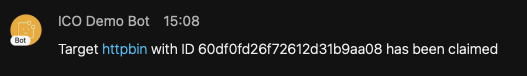 ICO Demo Bot 15:08
Bot
Target httpbin with ID 60df0fd26f72612d31b9aa08 has been claimed